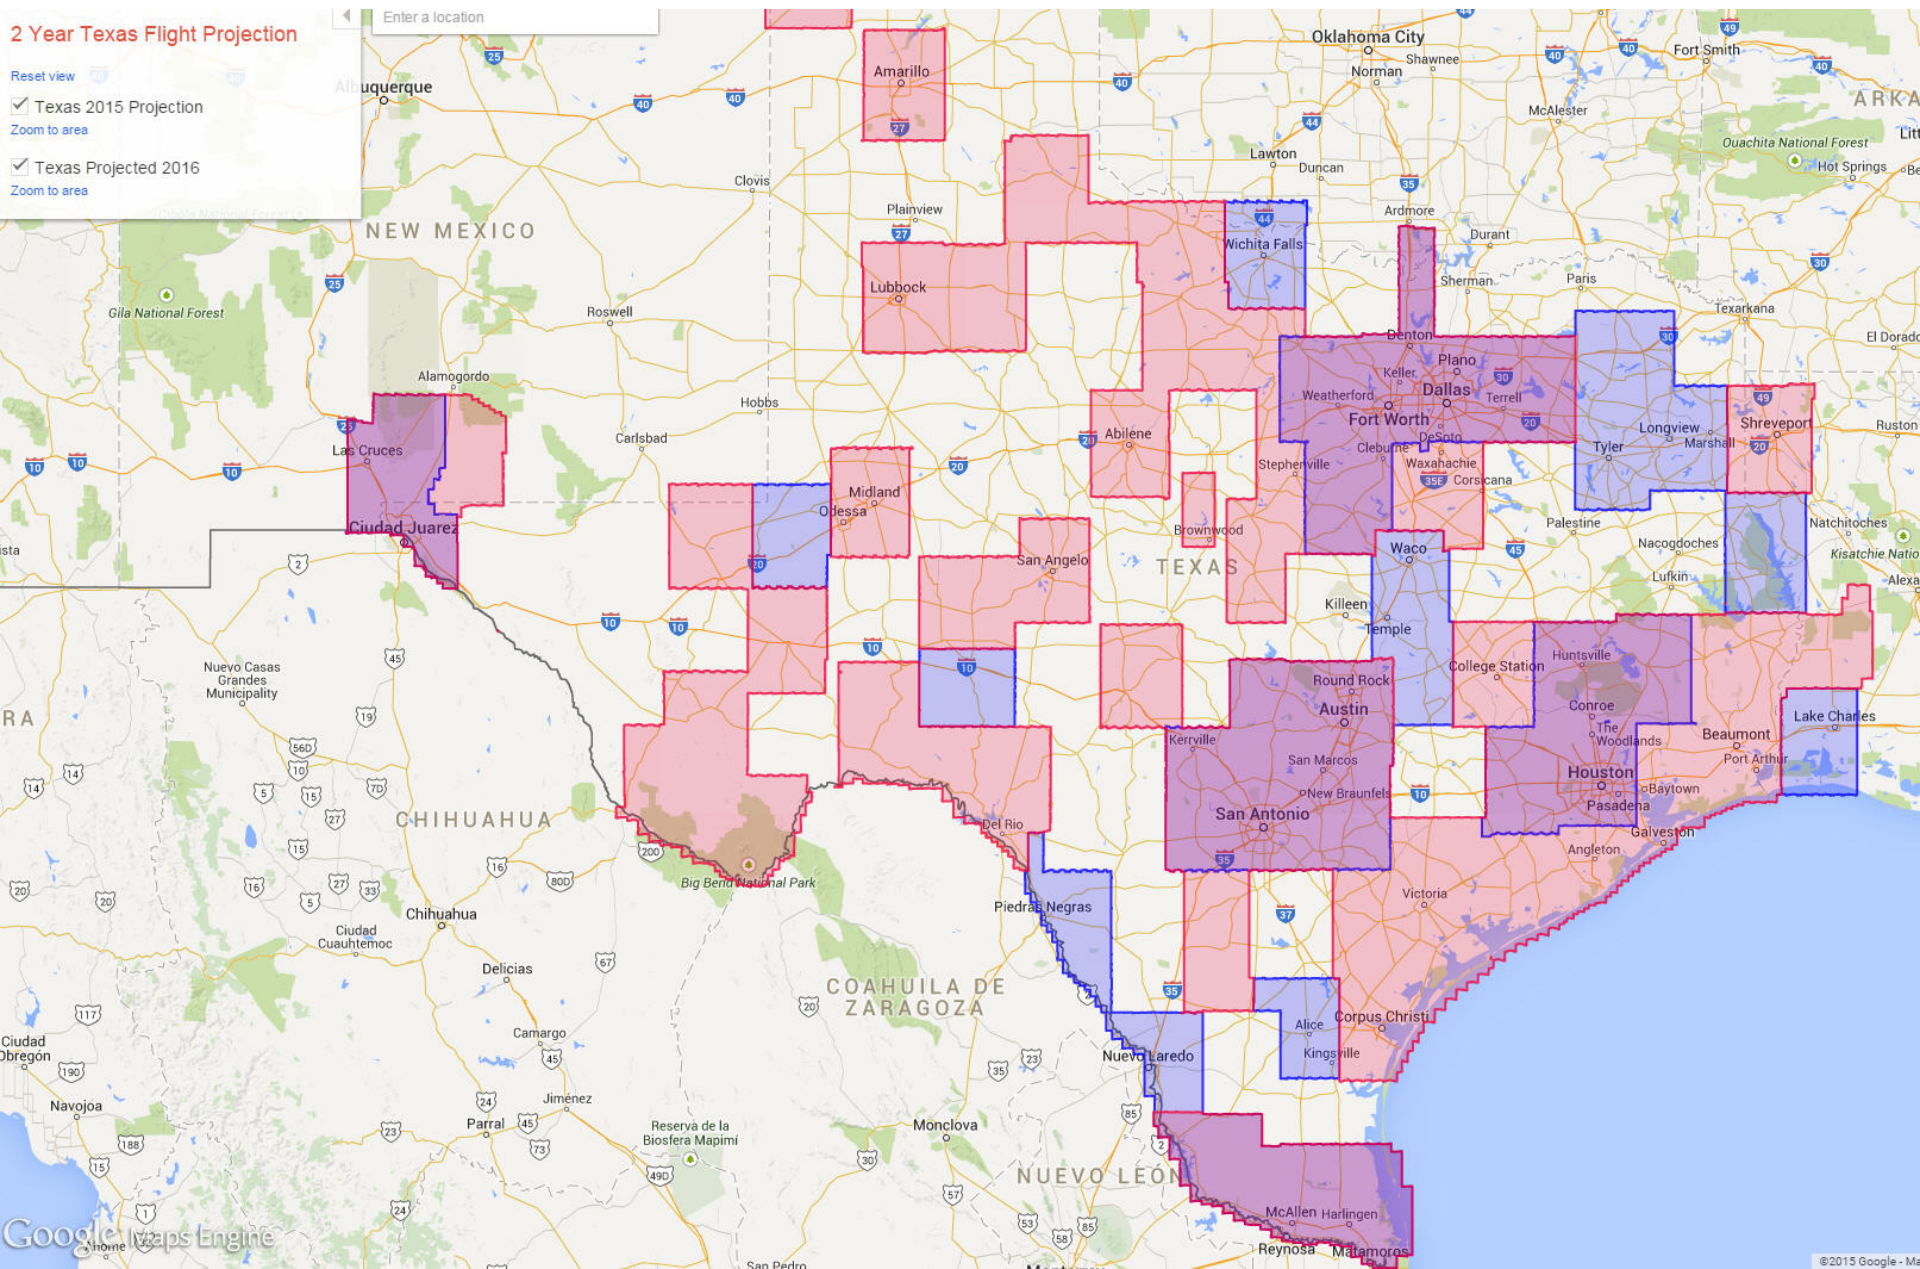 2 Year Texas Flight Projection
Reset view
Texas 2015 Projection
Zoom to area
Texas Projected 2016
Zoom to area
Enter a location
Albuquerque
Amarillo
Oklahoma City
Shawnee
Norman
Fort Smith
McAlester
ARKA
Ouachita National Forest
Hot Springs
Lawton
Duncan
Clovis
Plainview
Cibola National Forest
NEW MEXICO
Ardmore
Durant
Wichita Falls
Sherman
Paris
Texarkana
El Dorado
Gila National Forest
Roswell
Lubbock
Denton
Plano
Keller
Dallas
Weatherford
Terrell
Fort Worth
DeSoto
Cleburne
Waxahachie
Corsicana
Stephenville
Longview
Marshall
Tyler
Shreveport
Ruston
Alamogordo
Hobbs
Carlsbad
Abilene
Las Cruces
Midland
Odessa
Ciudad Juarez
Brownwood
San Angelo
TEXAS
Waco
Palestine
Nacogdoches
Natchitoches
Kisatchie Natio
Lufkin
Alexa
Killeen
Temple
College Station
Huntsville
Nuevo Casas
Grandes
Municipality
Round Rock
Austin
Conroe
The
Woodlands
Lake Charles
Beaumont
Port Arthur
Kerrville
San Marcos
New Braunfels
Houston
Baytown
Pasadena
San Antonio
Galveston
Angleton
CHIHUAHUA
Del Rio
Big Bend National Park
Victoria
Piedras Negras
Chihuahua
Ciudad
Cuauhtemoc
Delicias
COAHUILA DE
ZARAGOZA
Camargo
Alice
Corpus Christi
Kingsville
Nuevo Laredo
Ciudad
Obregón
Navojoa
Jiménez
Parral
Reserva de la
Biosfera Mapimí
Monclova
NUEVO LEÓN
McAllen
Harlingen
Reynosa
Matamoros
San Pedro
Google Maps Engine
©2015 Google - Ma